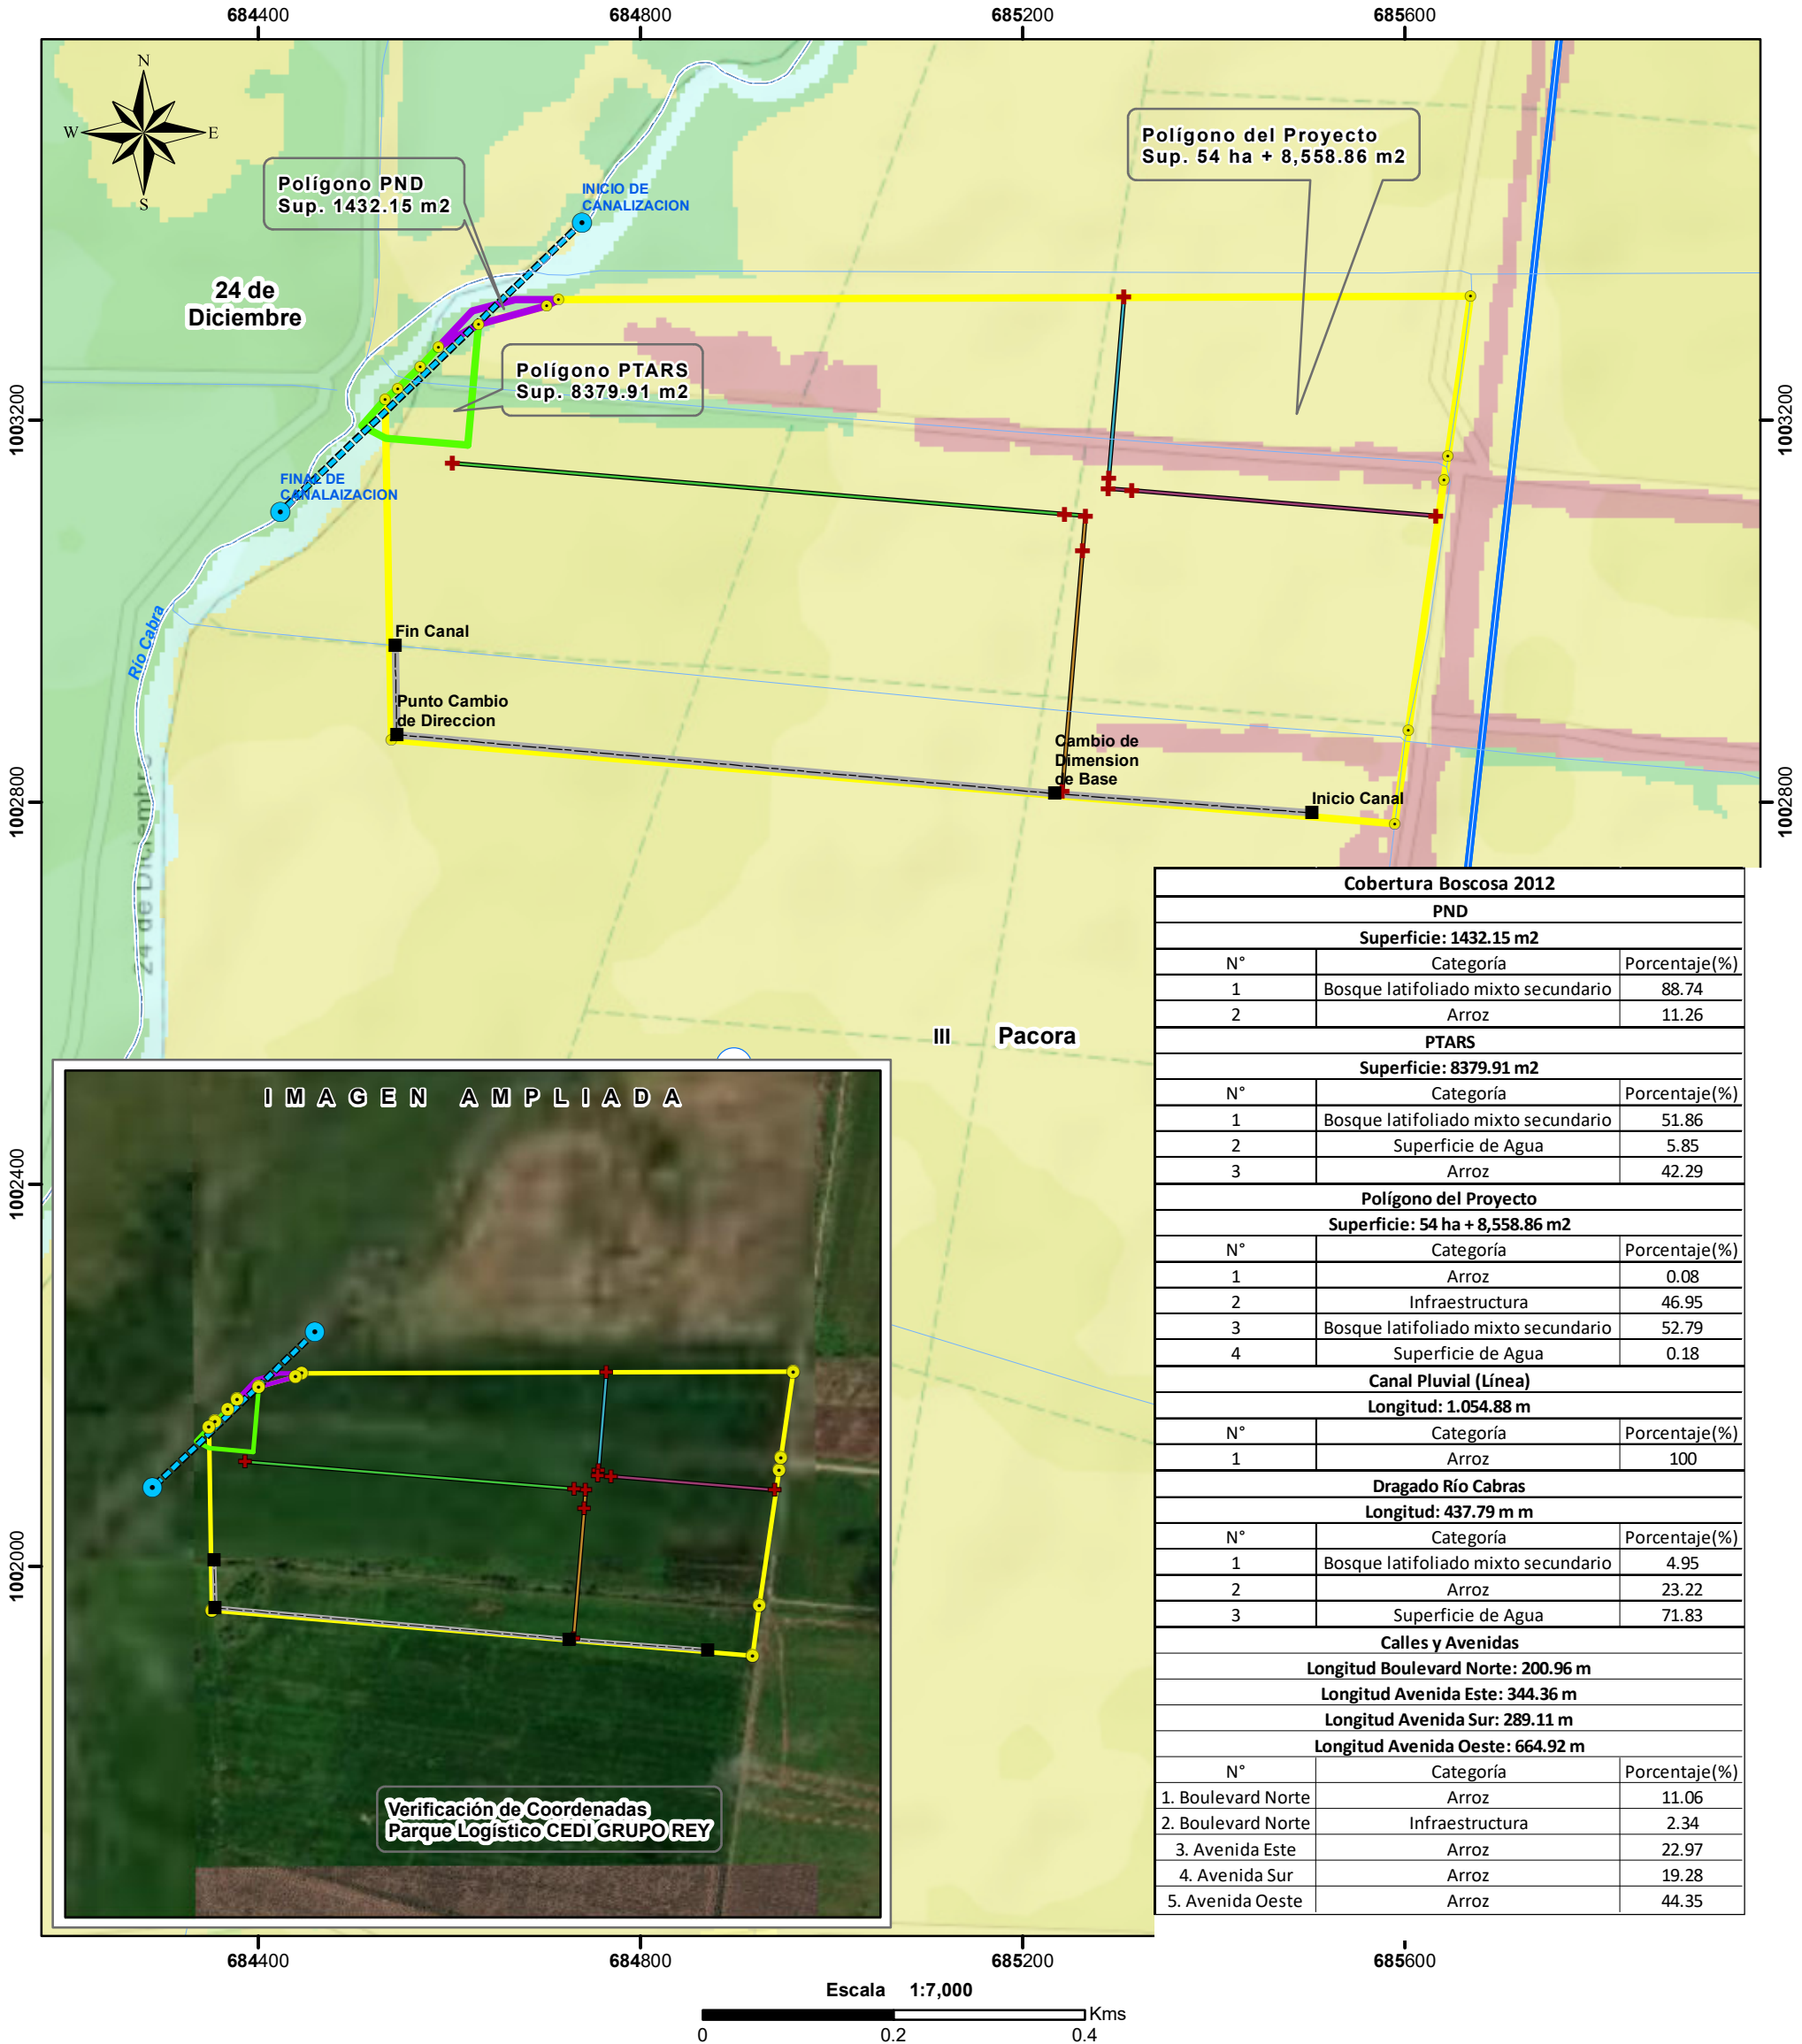 684400 684800 685200 685600
N
W E
S
Polígono PND
Sup. 1432.15 m2
INICIO DE
CANALIZACION
Polígono del Proyecto
Sup. 54 ha + 8,558.86 m2
24 de
Diciembre
Polígono PTARS
Sup. 8379.91 m2
1003200 1003200
FINAL DE
CANALAIZACION
Río Cabra
Fin Canal
Punto Cambio
de Direccion
Cambio de
Dimension
de Base
Inicio Canal
1002800 1002800
24 de Diciembre
III Pacora
1002400
1002000
IMAGEN AMPLIADA
Verificación de Coordenadas
Parque Logístico CEDI GRUPO REY
Cobertura Boscosa 2012
PND
Superficie: 1432.15 m2
N° Categoría Porcentaje(%)
1 Bosque latifoliado mixto secundario 88.74
2 Arroz 11.26
PTARS
Superficie: 8379.91 m2
N° Categoría Porcentaje(%)
1 Bosque latifoliado mixto secundario 51.86
2 Superficie de Agua 5.85
3 Arroz 42.29
Polígono del Proyecto
Superficie: 54 ha + 8,558.86 m2
N° Categoría Porcentaje(%)
1 Arroz 0.08
2 Infraestructura 46.95
3 Bosque latifoliado mixto secundario 52.79
4 Superficie de Agua 0.18
Canal Pluvial (Línea)
Longitud: 1.054.88 m
N° Categoría Porcentaje(%)
1 Arroz 100
Dragado Río Cabras
Longitud: 437.79 m m
N° Categoría Porcentaje(%)
1 Bosque latifoliado mixto secundario 4.95
2 Arroz 23.22
3 Superficie de Agua 71.83
Calles y Avenidas
Longitud Boulevard Norte: 200.96 m
Longitud Avenida Este: 344.36 m
Longitud Avenida Sur: 289.11 m
Longitud Avenida Oeste: 664.92 m
N° Categoría Porcentaje(%)
1. Boulevard Norte Arroz 11.06
2. Boulevard Norte Infraestructura 2.34
3. Avenida Este Arroz 22.97
4. Avenida Sur Arroz 19.28
5. Avenida Oeste Arroz 44.35
684400 684800 685200 685600
Escala 1:7,000
Kms
0 0.2 0.4